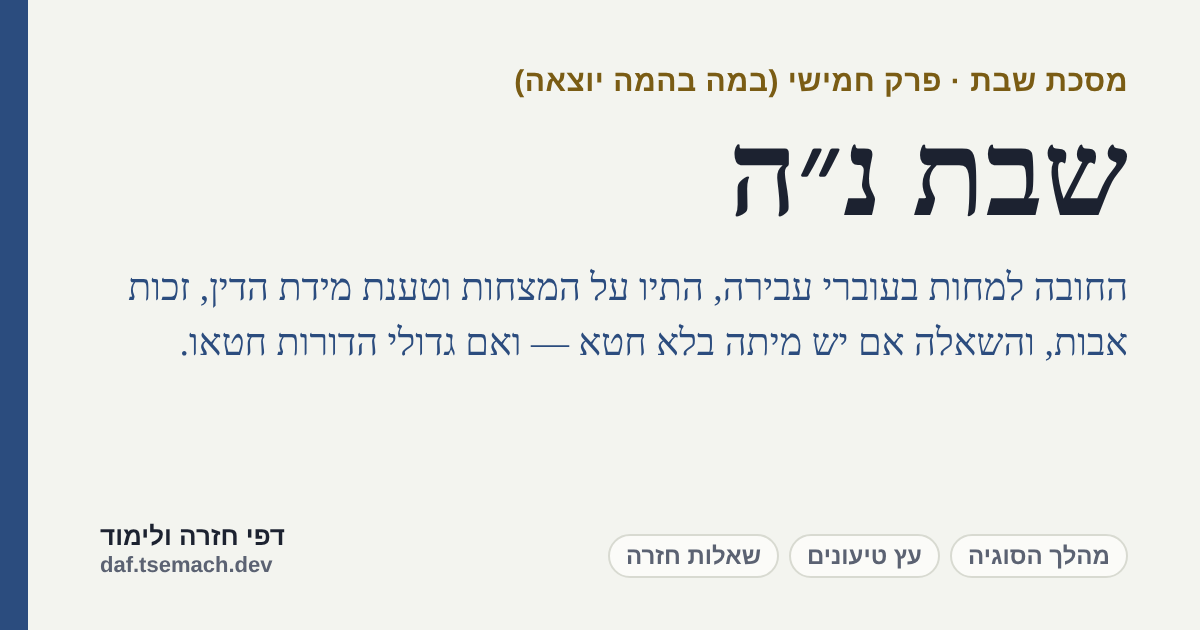 מסכת שבת · פרק חמישי (במה בהמה יוצאה)
שבת נ״ה
החובה למחות בעוברי עבירה, התיו על המצחות וטענת מידת הדין, זכות
אבות, והשאלה אם יש מיתה בלא חטא — ואם גדולי הדורות חטאו.
מהלך הסוגיה
עץ טיעונים
שאלות חזרה
דפי חזרה ולימוד
daf.tsemach.dev